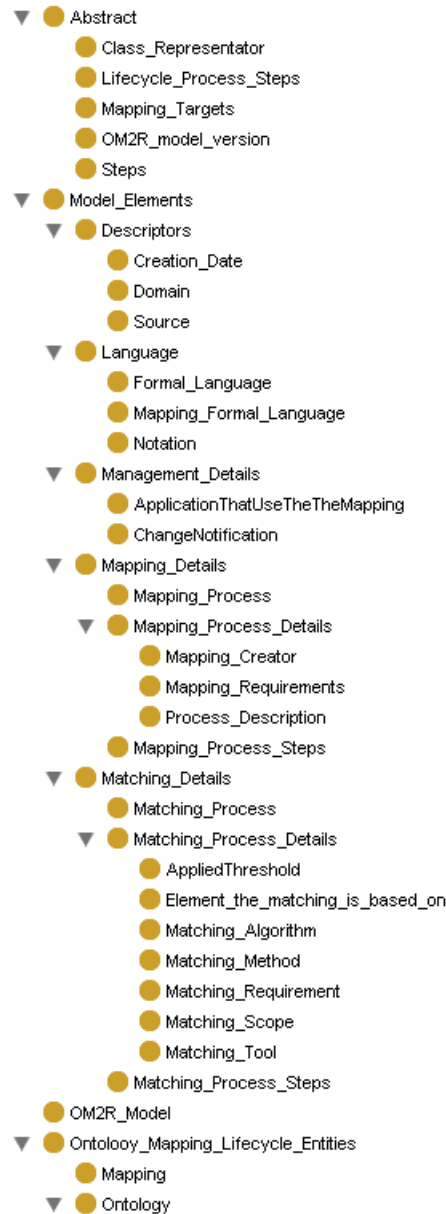 Abstract
Class_Representator
Lifecycle_Process_Steps
Mapping_Targets
OM2R_model_version
Steps
Model_Elements
Descriptors
Creation_Date
Domain
Source
Language
Formal_Language
Mapping_Formal_Language
Notation
Management_Details
ApplicationThatUseTheTheMapping
ChangeNotification
Mapping_Details
Mapping_Process
Mapping_Process_Details
Mapping_Creator
Mapping_Requirements
Process_Description
Mapping_Process_Steps
Matching_Details
Matching_Process
Matching_Process_Details
AppliedThreshold
Element_the_matching_is_based_on
Matching_Algorithm
Matching_Method
Matching_Requirement
Matching_Scope
Matching_Tool
Matching_Process_Steps
OM2R_Model
Ontolooy_Mapping_Lifecycle_Entities
Mapping
Ontology